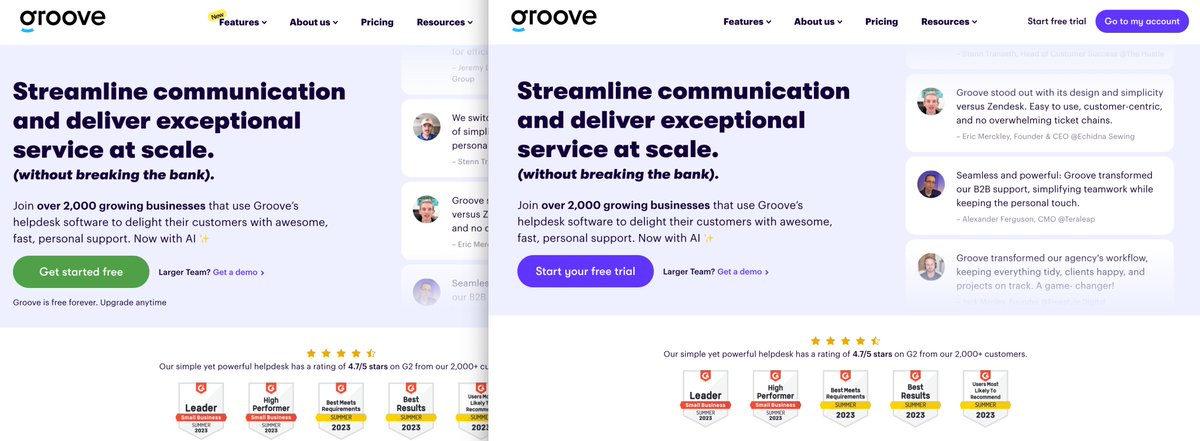 groove
New
Features
About us
Pricing
Resources
Streamline communication
and deliver exceptional
service at scale.
(without breaking the bank).
Join over 2,000 growing businesses that use Groove's
helpdesk software to delight their customers with awesome,
fast, personal support. Now with AI ✨
Get started free
Larger Team? Get a demo >
Groove is free forever. Upgrade anytime
for effic
– Jeremy D
Group
We switc
of simpli
personal
– Stenn Tr
Groove s
versus Z
and no o
– Eric Merc
Seamless
our B2B
Our simple yet powerful helpdesk has a rating of 4.7/5 stars on G2 from our 2,000+ cu
Leader
Small Business
SUMMER
2023
High
Performer
Small Business
SUMMER
2023
Best Meets
Requirements
SUMMER
2023
Best
Results
SUMMER
2023
Users
Likely
Recom
SUMM
202
groove
Features
About us
Pricing
Resources
Start free trial
Go to my account
Streamline communication
and deliver exceptional
service at scale.
(without breaking the bank).
Join over 2,000 growing businesses that use Groove's
helpdesk software to delight their customers with awesome,
fast, personal support. Now with AI ✨
Start your free trial
Larger Team? Get a demo >
– Stenn Transeth, Head of Customer Success @The Hustle
Groove stood out with its design and simplicity
versus Zendesk. Easy to use, customer-centric,
and no overwhelming ticket chains.
– Eric Merckley, Founder & CEO @Echidna Sewing
Seamless and powerful: Groove transformed
our B2B support, simplifying teamwork while
keeping the personal touch.
– Alexander Ferguson, CMO @Teraleap
Groove transformed our agency's workflow,
keeping everything tidy, clients happy, and
projects on track. A game- changer!
Our simple yet powerful helpdesk has a rating of 4.7/5 stars on G2 from our 2,000+ customers.
Leader
Small Business
SUMMER
2023
High
Performer
Small Business
SUMMER
2023
Best Meets
Requirements
SUMMER
2023
Best
Results
SUMMER
2023
Users Most
Likely To
Recommend
SUMMER
2023